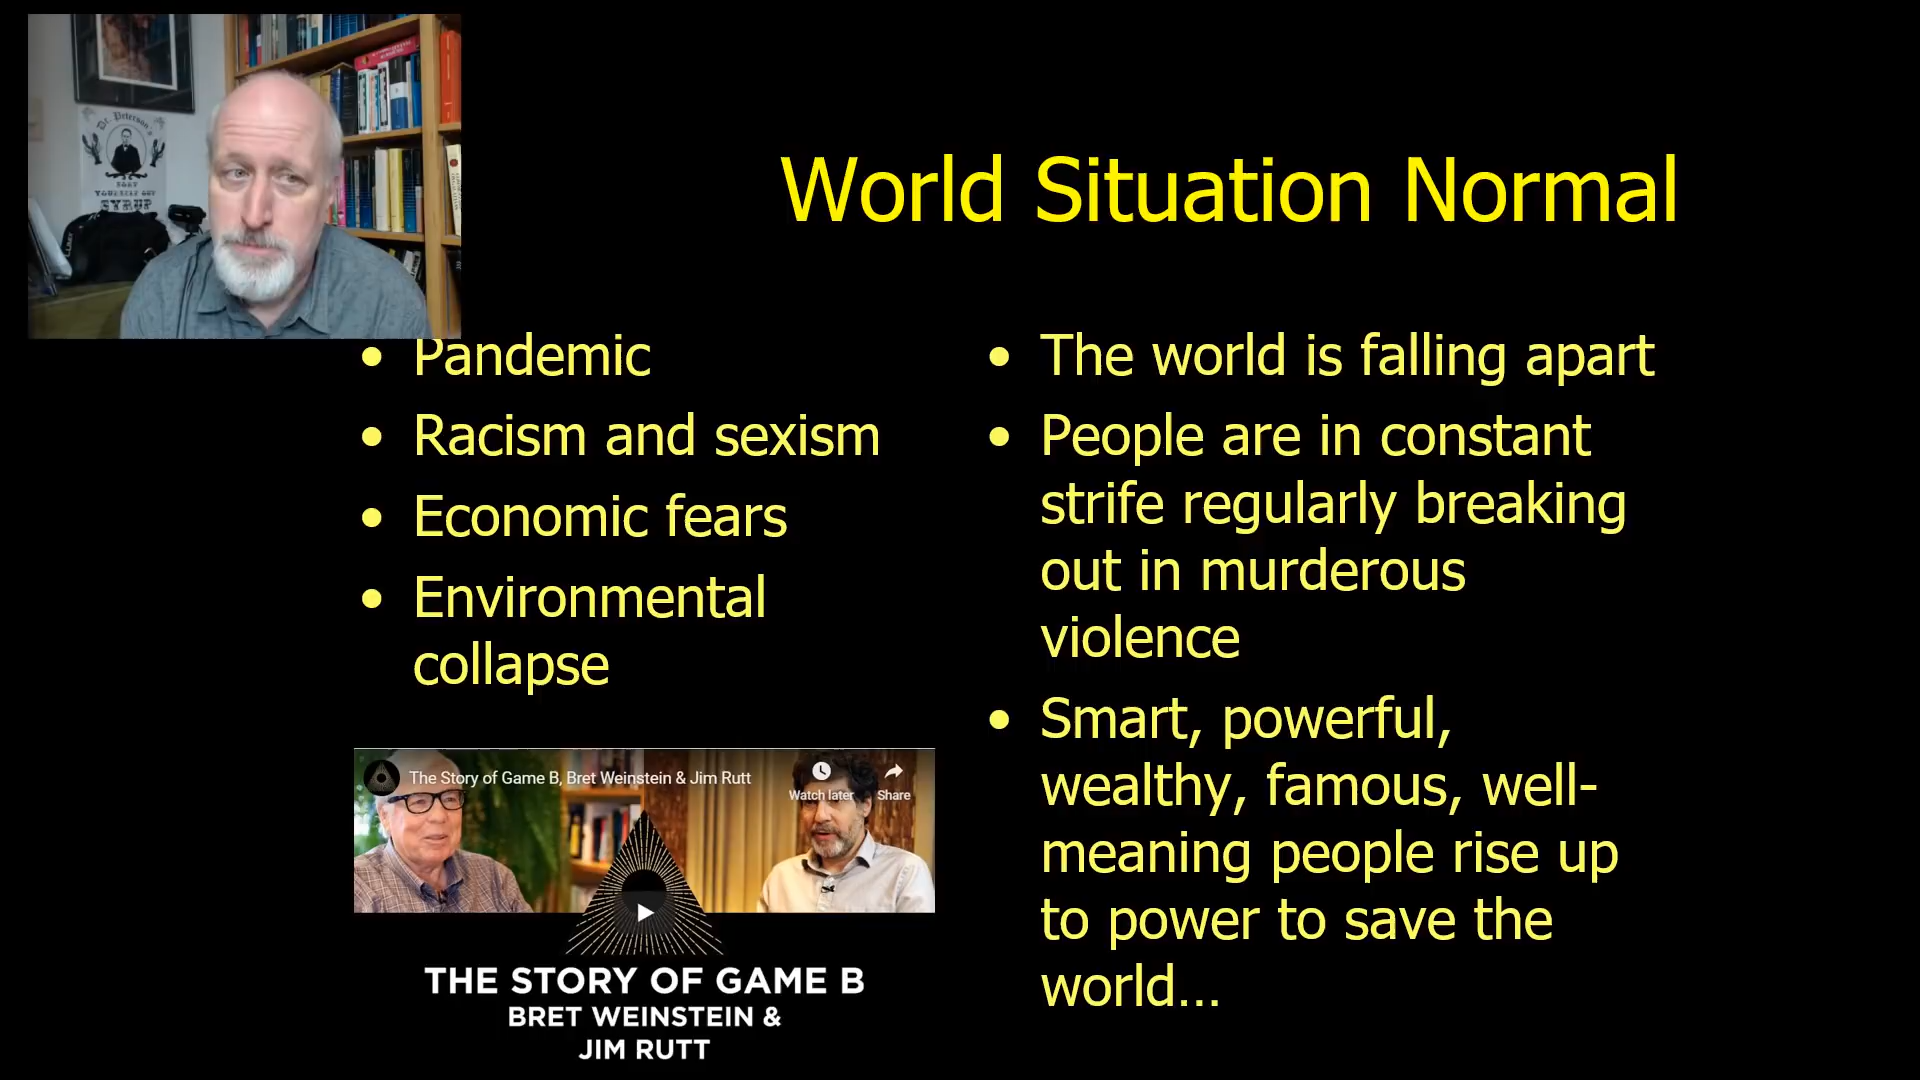 Dr. Peterson's
SYRUP
World Situation Normal
• Pandemic
• Racism and sexism
• Economic fears
• Environmental
collapse
The Story of Game B, Bret Weinstein & Jim Rutt
Watch later
Share
THE STORY OF GAME B
BRET WEINSTEIN &
JIM RUTT
• The world is falling apart
• People are in constant
strife regularly breaking
out in murderous
violence
• Smart, powerful,
wealthy, famous, well-
meaning people rise up
to power to save the
world...